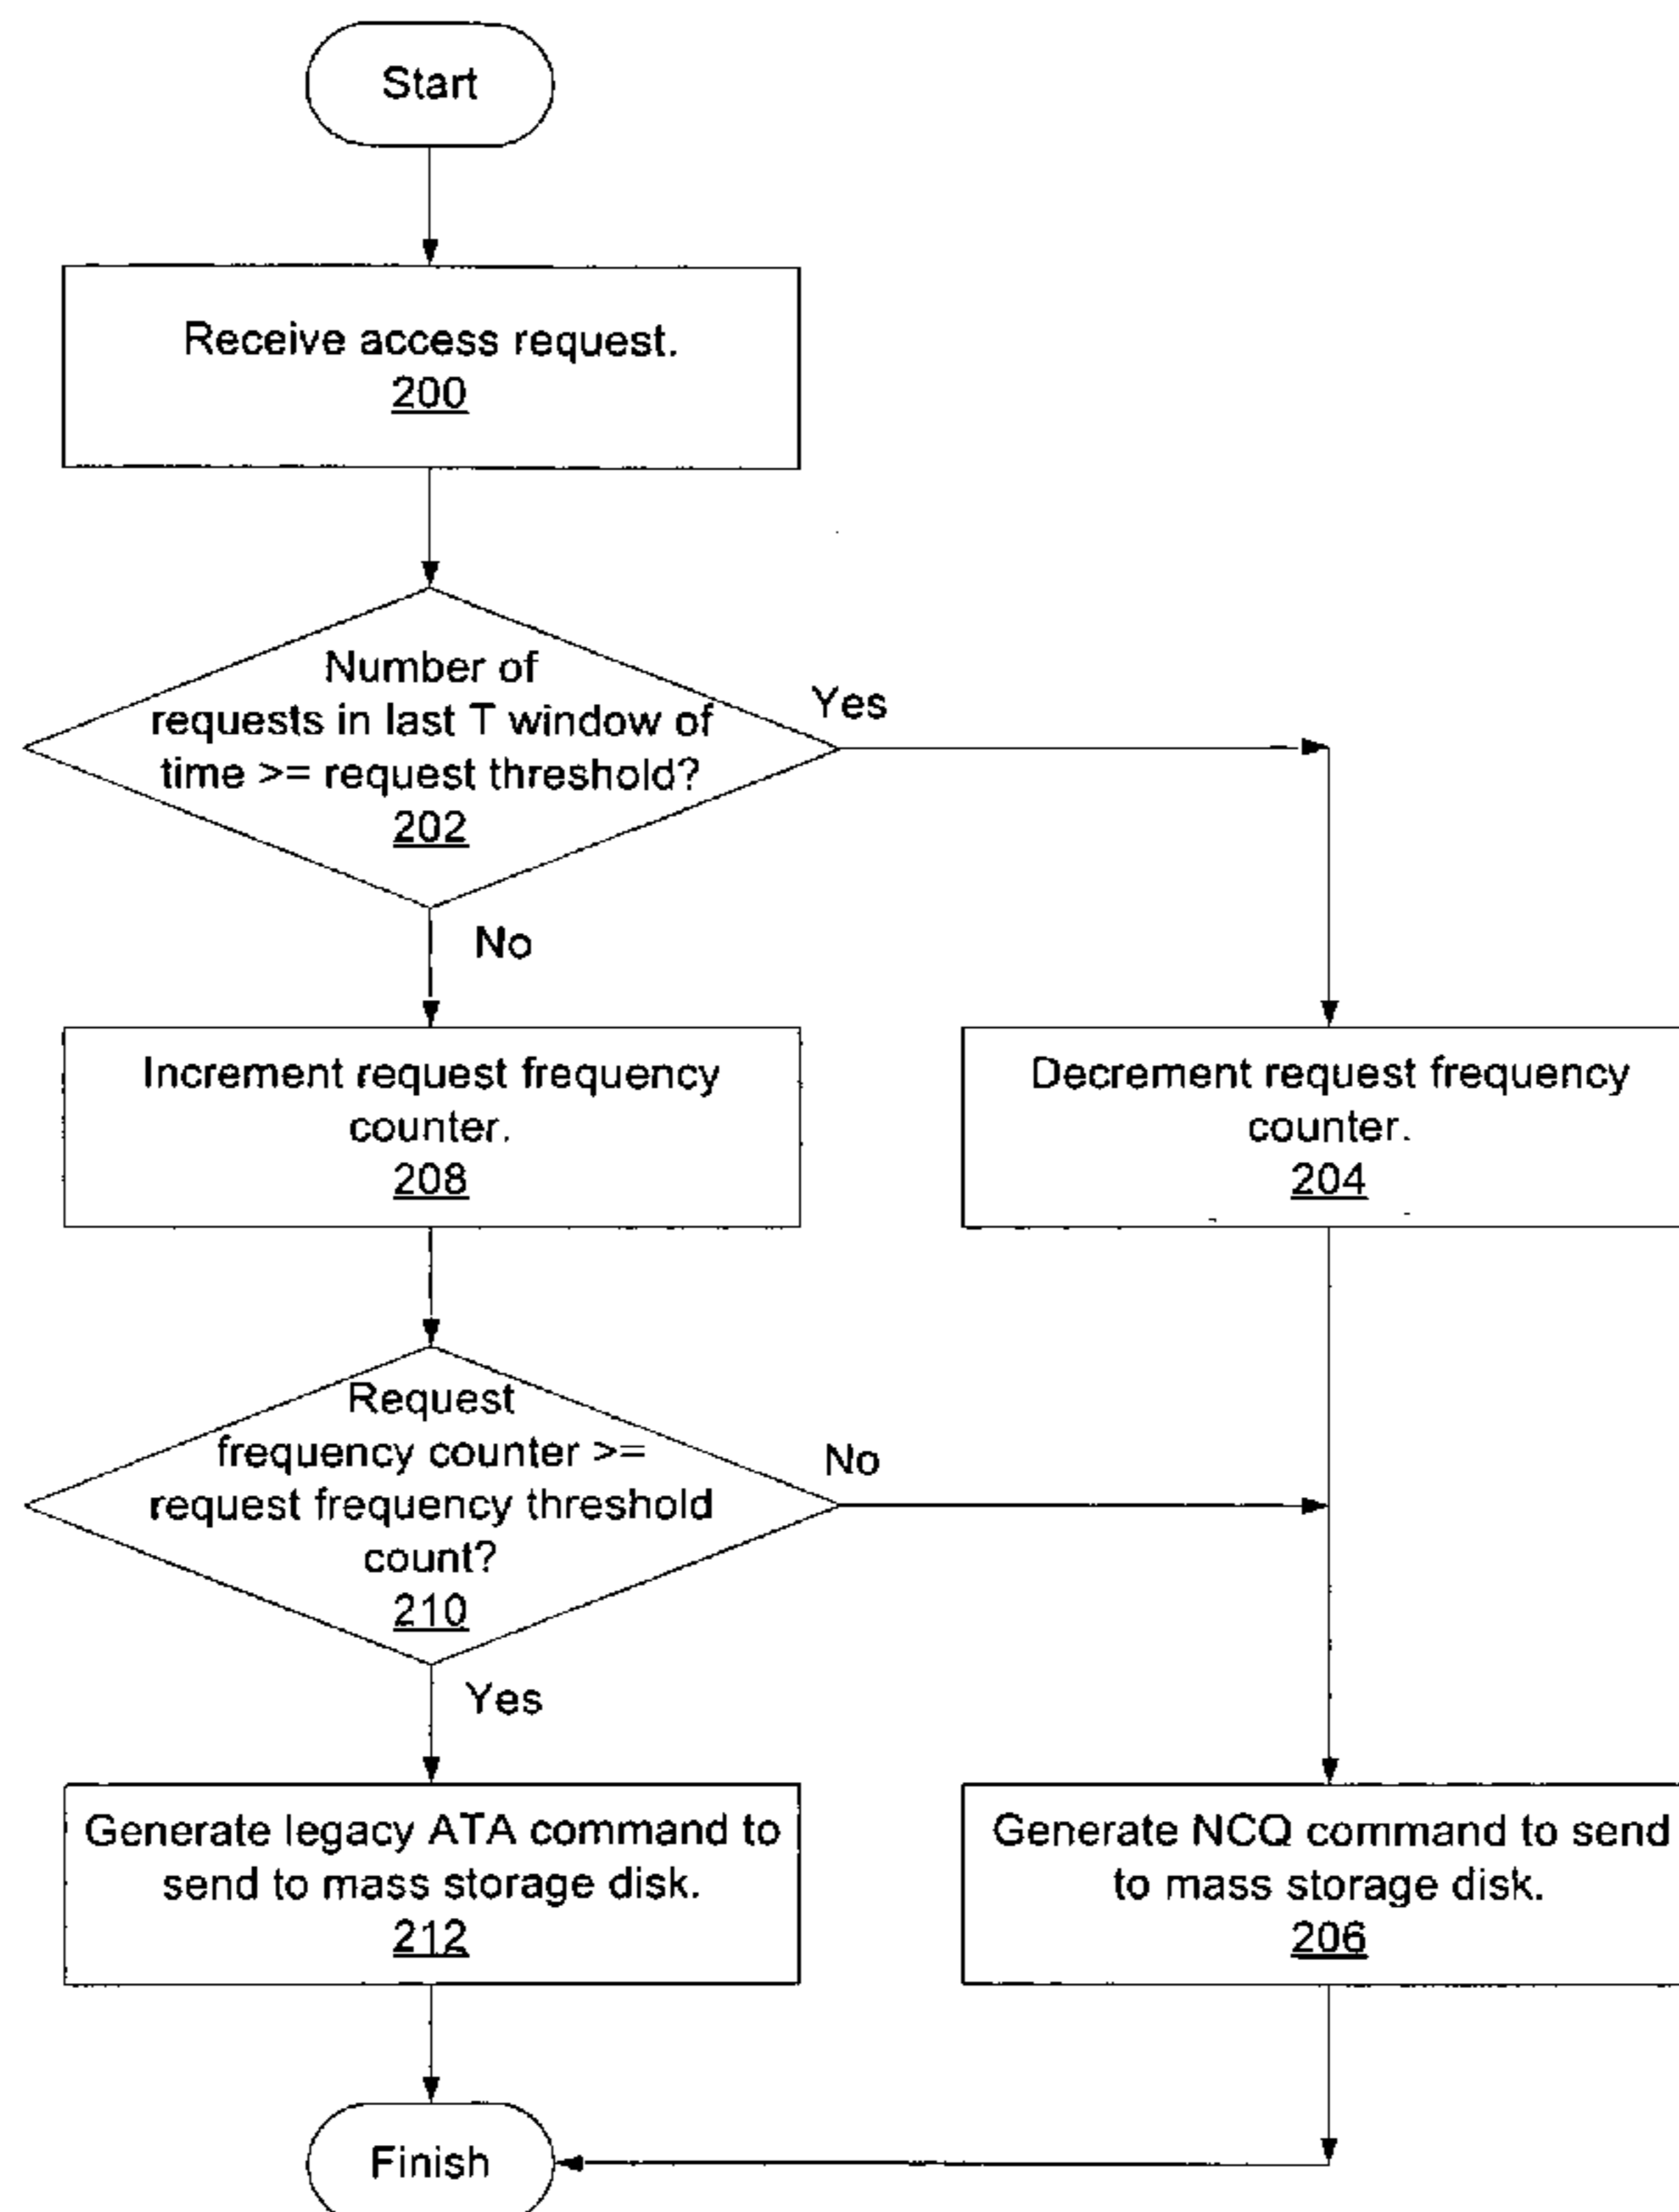 Start
Receive access request.
200
Number of
requests in last T window of
time >= request threshold?
202
Yes
No
Increment request frequency
counter.
208
Decrement request frequency
counter.
204
Request
frequency counter >=
request frequency threshold
count?
210
No
Yes
Generate legacy ATA command to
send to mass storage disk.
212
Generate NCQ command to send
to mass storage disk.
206
Finish